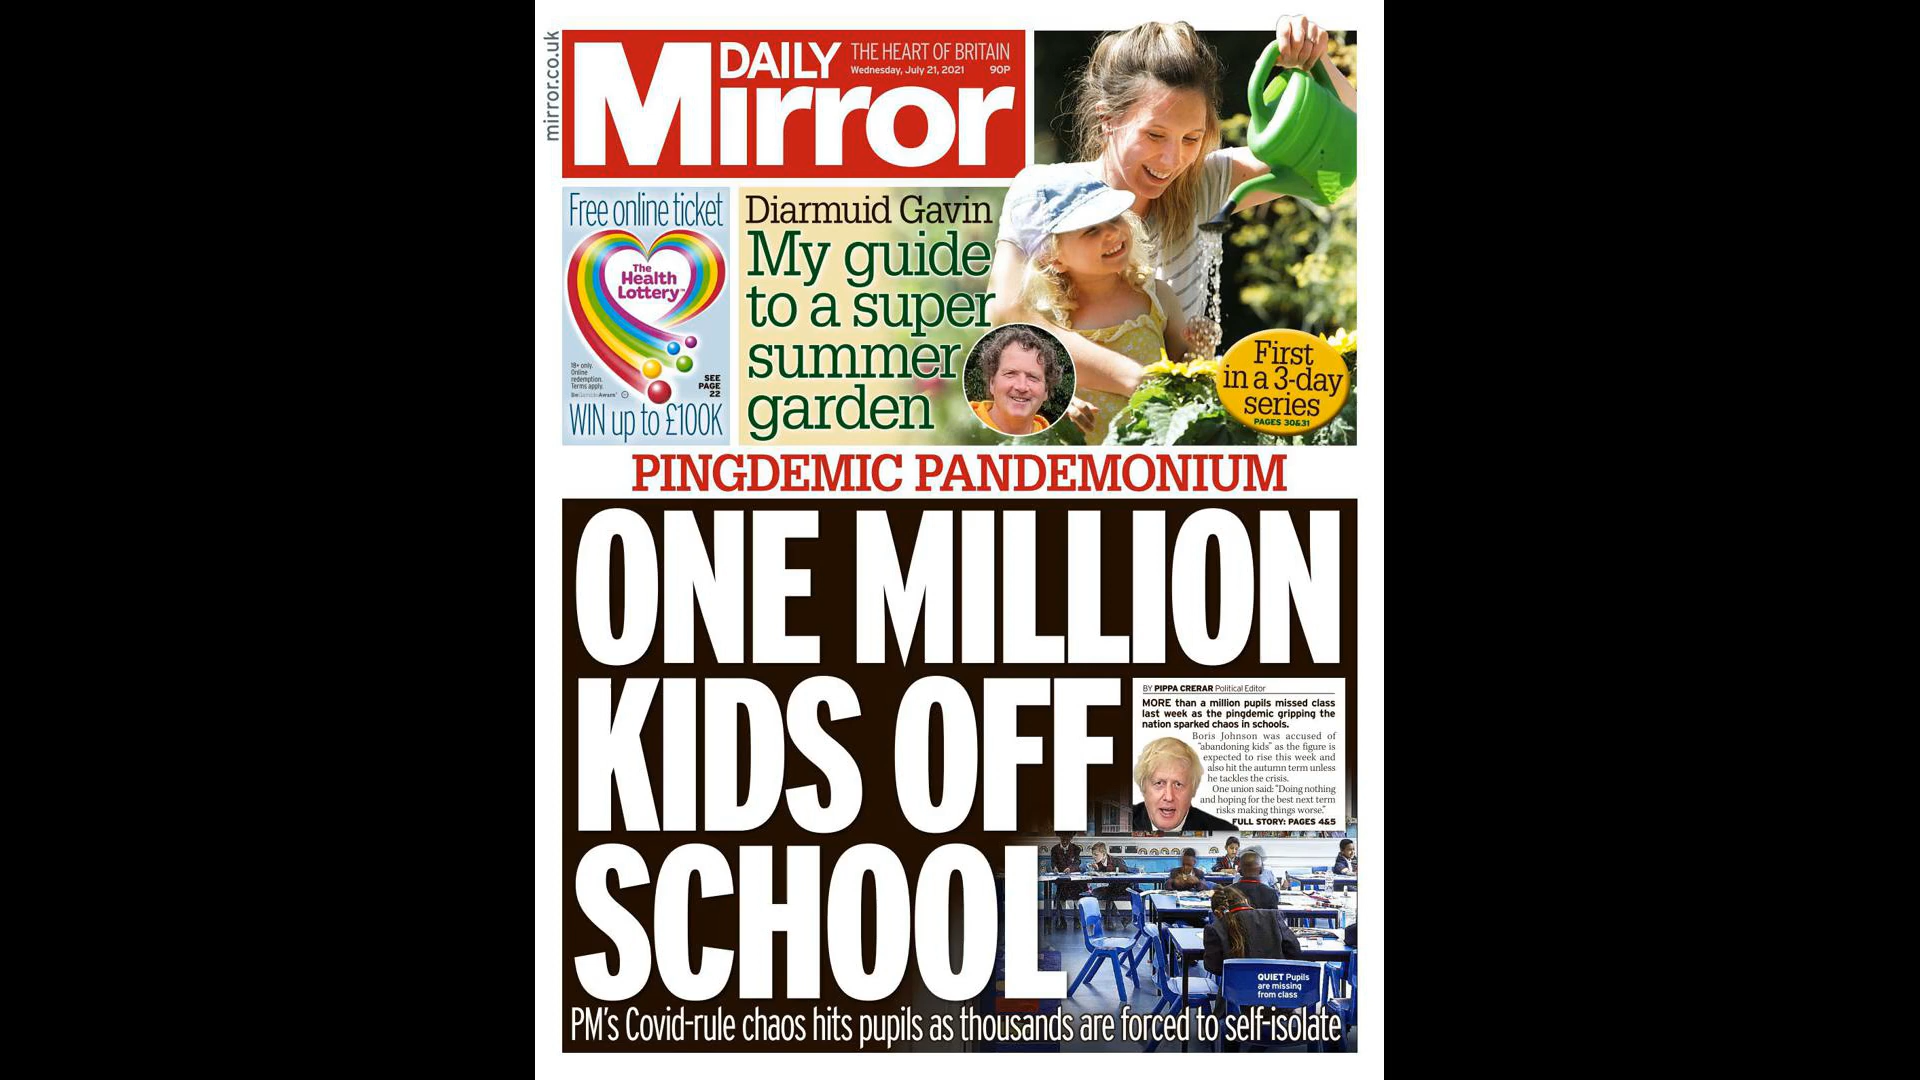 mirror.co.uk
DAILY
Mirror
THE HEART OF BRITAIN
Wednesday, July 21, 2021 90P
Free online ticket
The
Health
Lottery™
18+ only.
Online
redemption.
Terms apply.
BeGambleAware
SEE
PAGE
22
WIN up to £100K
Diarmuid Gavin
My guide
to a super
summer
garden
First
in a 3-day
series
PAGES 30&31
PINGDEMIC PANDEMONIUM
ONE MILLION
KIDS OFF
SCHOOL
BY PIPPA CRERAR Political Editor
MORE than a million pupils missed class
last week as the pingdemic gripping the
nation sparked chaos in schools.
Boris Johnson was accused of
"abandoning kids" as the figure is
expected to rise this week and
also hit the autumn term unless
he tackles the crisis.
One union said: "Doing nothing
and hoping for the best next term
risks making things worse."
FULL STORY: PAGES 4&5
QUIET Pupils
are missing
from class
PM's Covid-rule chaos hits pupils as thousands are forced to self-isolate